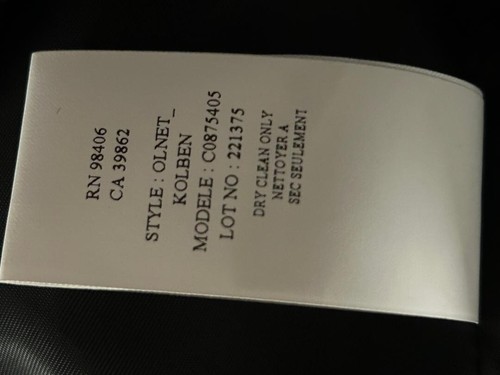 RN 98406
CA 39862
STYLE : OLNET_
KOLBEN
MODELE : C0875405
LOT NO : 221375
DRY CLEAN ONLY
NETTOYER A
SEC SEULEMENT